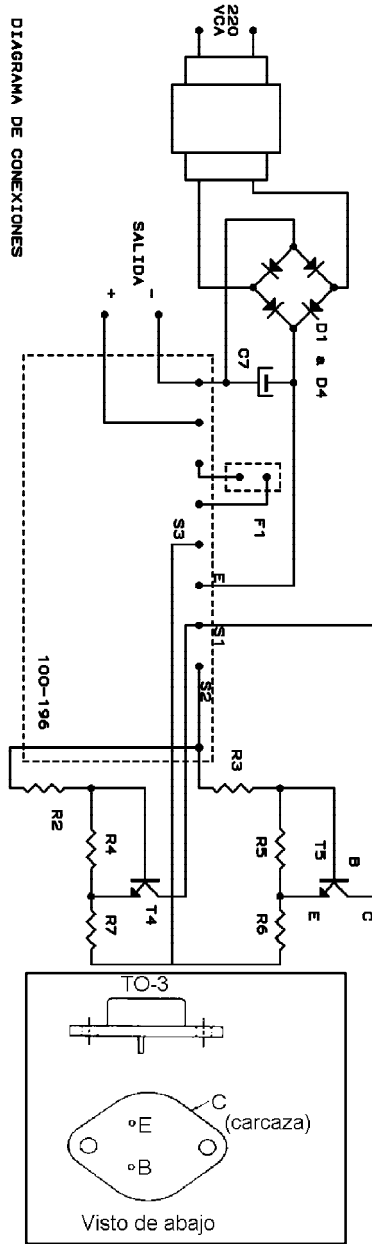 220
VCA
DIAGRAMA DE CONEXIONES
SALIDA
-
+
D1 a D4
C7
F1
S3
E
S1
S2
100-196
R3
R2
R5
R4
T5
B
E
C
T4
R6
R7
TO-3
C
(carcaza)
E
B
Visto de abajo